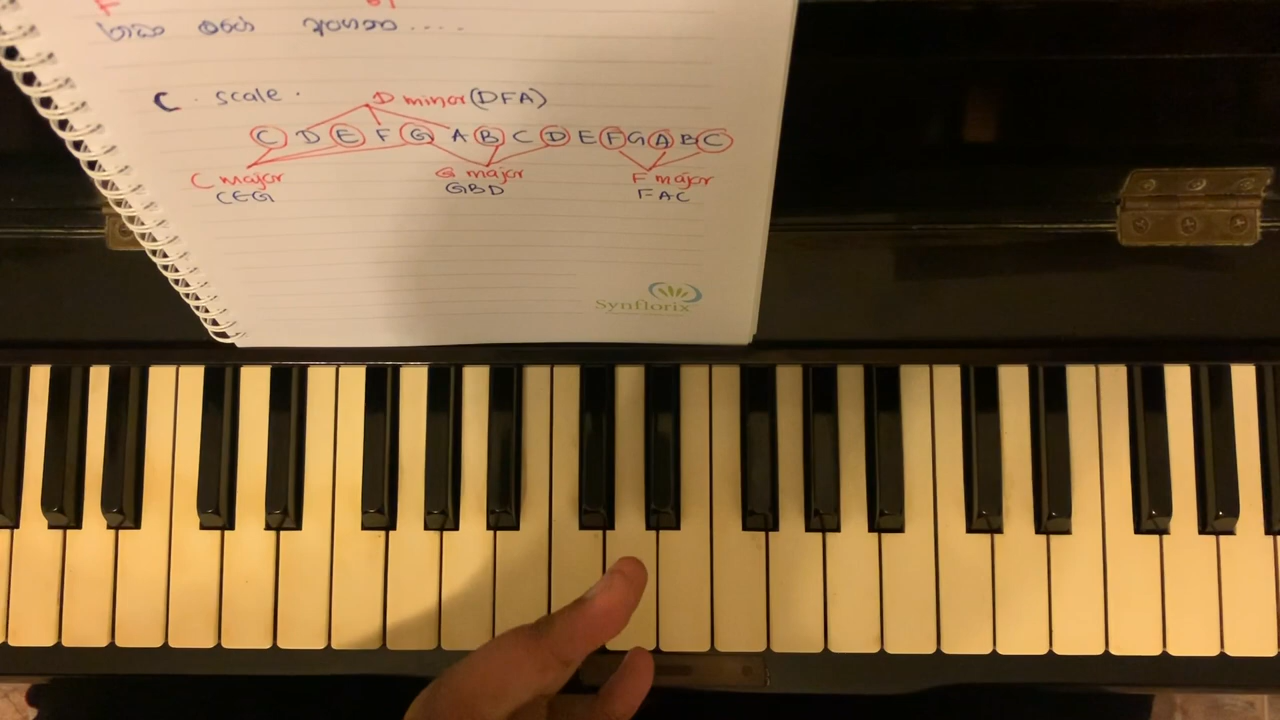 C scale.
D minor (DFA)
C D E F G A B C D E F G A B C
C major G major F major
CEG GBD FAC
Synflorix